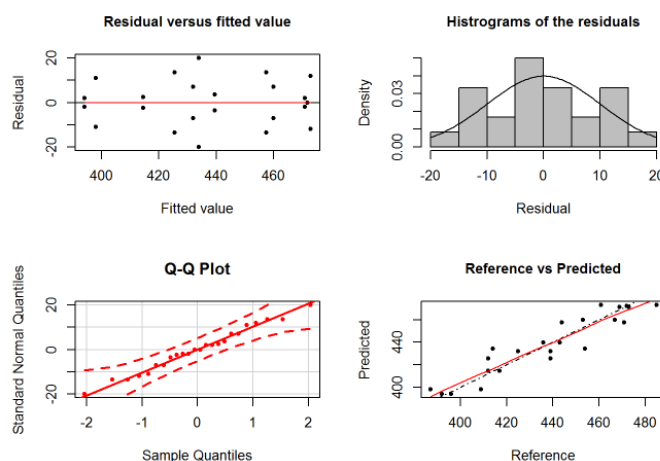 Residual versus fitted value
Residual
20
0
-20
400
420
440
460
Fitted value
Histrograms of the residuals
Density
0.03
0.00
-20
-10
0
10
20
Residual
Q-Q Plot
Standard Normal Quantiles
20
0
-20
-2
-1
0
1
2
Sample Quantiles
Reference vs Predicted
Predicted
440
400
400
420
440
460
480
Reference